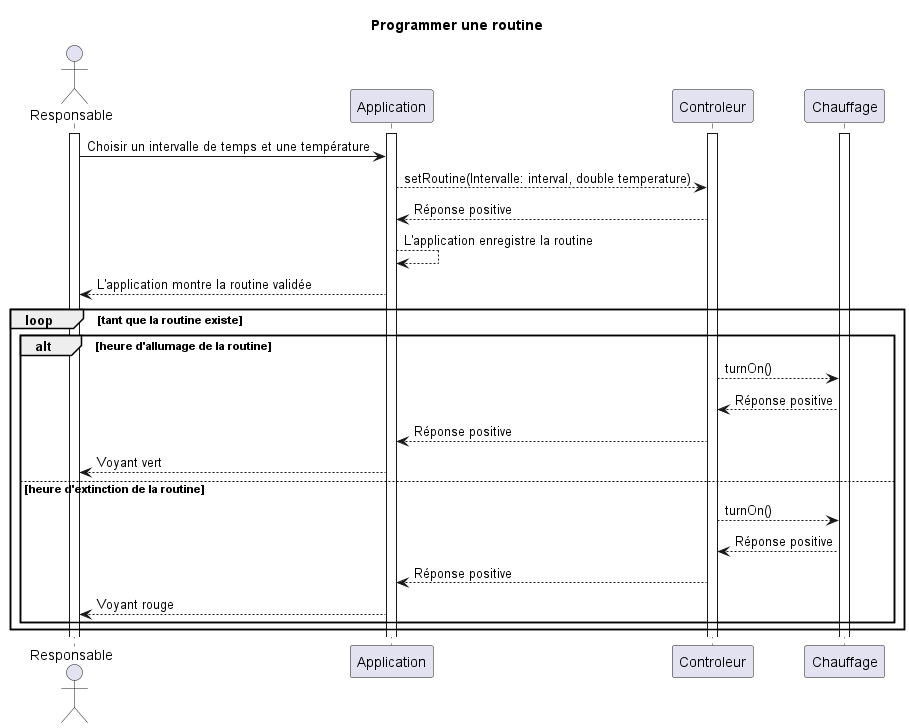 Programmer une routine
Responsable
Application
Controleur
Chauffage
Choisir un intervalle de temps et une température
setRoutine(Intervalle: interval, double temperature)
Réponse positive
L'application enregistre la routine
L'application montre la routine validée
loop [tant que la routine existe]
alt [heure d'allumage de la routine]
turnOn()
Réponse positive
Réponse positive
Voyant vert
[heure d'extinction de la routine]
turnOn()
Réponse positive
Réponse positive
Voyant rouge
Responsable
Application
Controleur
Chauffage